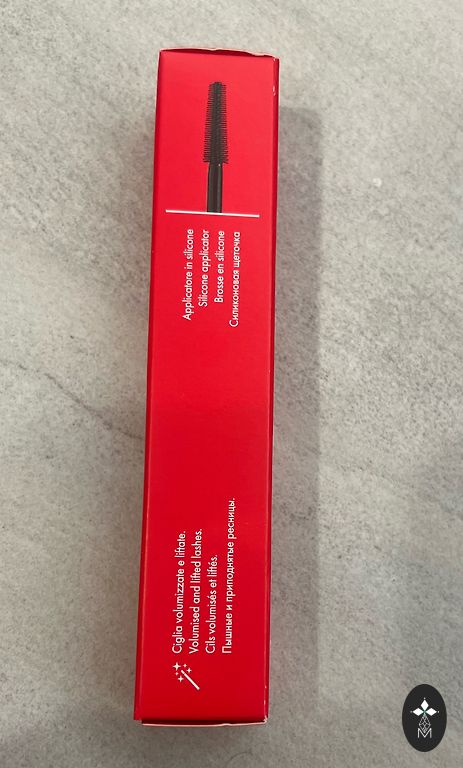 Applicatore in silicone
Silicone applicator
Brosse en silicone
Силиконовая щеточка
Ciglia volumizzate e liftate.
Volumised and lifted lashes.
Cils volumisés et liftés.
Пышные и приподнятые ресницы.
M